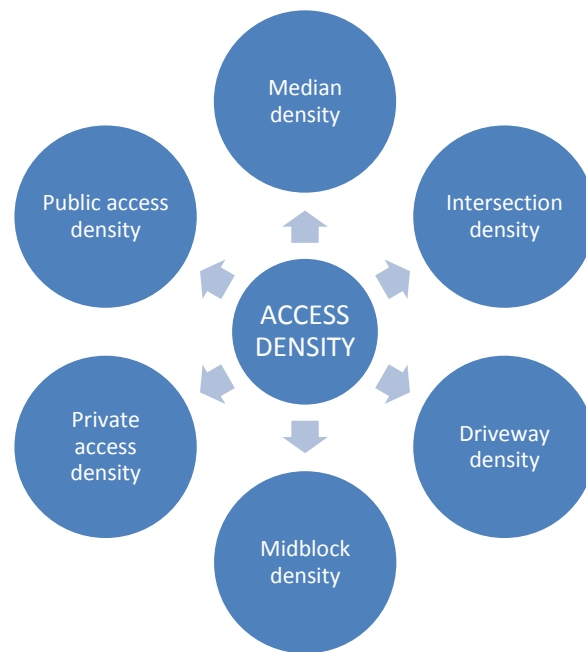 Median
density
Public access
density
Intersection
density
ACCESS
DENSITY
Private
access
density
Driveway
density
Midblock
density